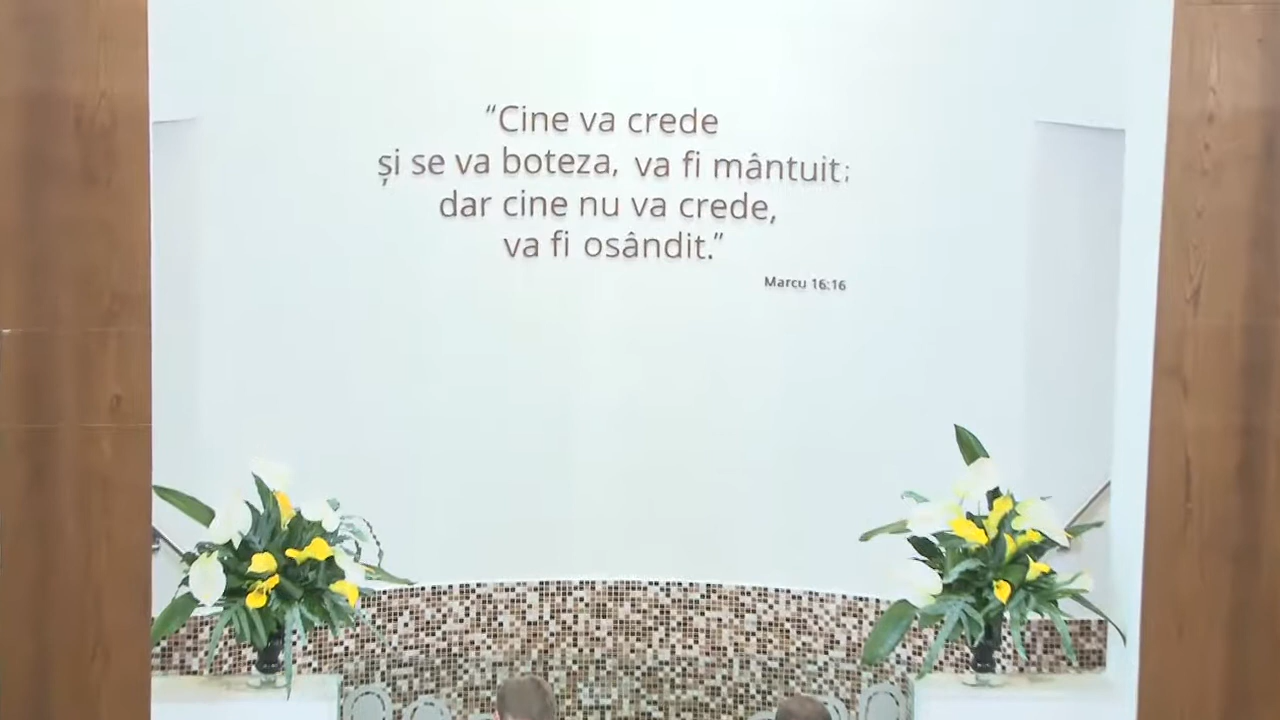 “Cine va crede
și se va boteza, va fi mântuit;
dar cine nu va crede,
va fi osândit.”
Marcu 16:16